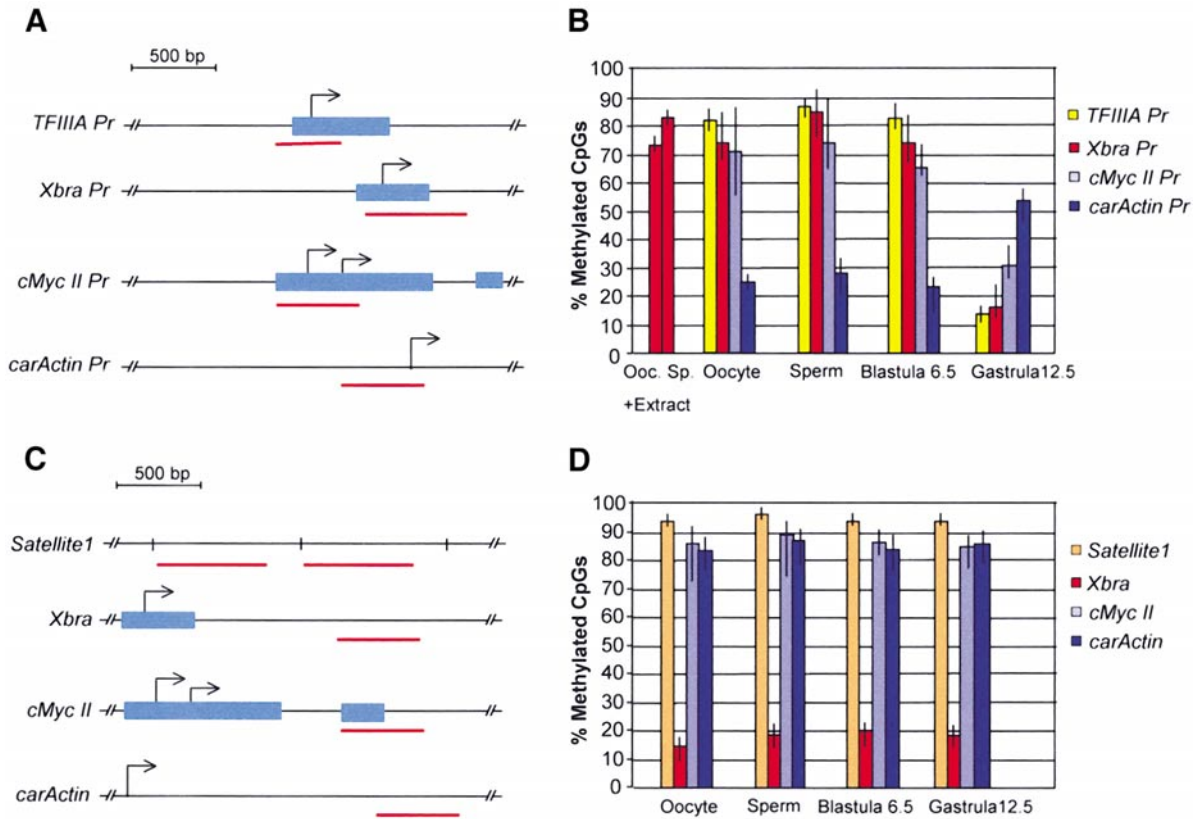 A
500 bp
TFIIIA Pr
Xbra Pr
cMyc II Pr
carActin Pr
B
% Methylated CpGs
100
90
80
70
60
50
40
30
20
10
0
Ooc. Sp. Oocyte Sperm Blastula 6.5 Gastrula12.5
+Extract
TFIIIA Pr
Xbra Pr
cMyc II Pr
carActin Pr
C
500 bp
Satellite1
Xbra
cMyc II
carActin
D
% Methylated CpGs
100
90
80
70
60
50
40
30
20
10
0
Oocyte Sperm Blastula 6.5 Gastrula12.5
Satellite1
Xbra
cMyc II
carActin